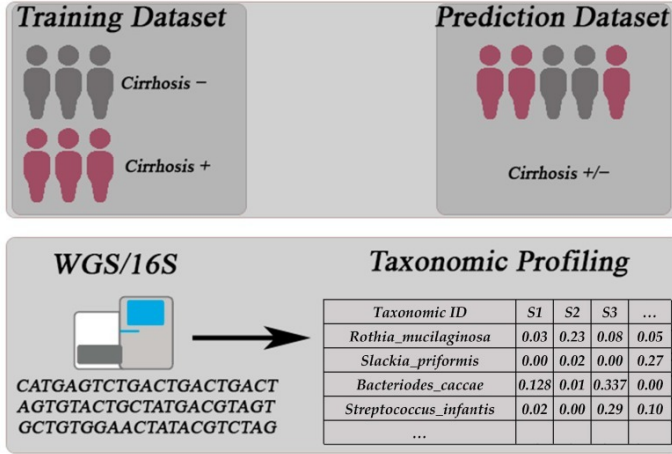 Training Dataset
Prediction Dataset
Cirrhosis −
Cirrhosis +
Cirrhosis +/−
WGS/16S
Taxonomic Profiling
CATGAGTCTGACTGACTGACT
AGTGTACTGCTATGACGTAGT
GCTGTGGAACTATACGTCTAG
Taxonomic ID S1 S2 S3 ...
Rothia_mucilaginosa 0.03 0.23 0.08 0.05
Slackia_priformis 0.00 0.02 0.00 0.27
Bacteriodes_caccae 0.128 0.01 0.337 0.00
Streptococcus_infantis 0.02 0.00 0.29 0.10
...